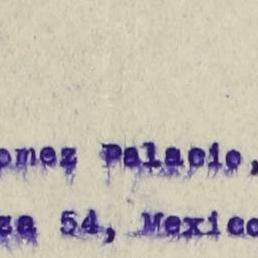 omez Palacio,
za 54, Mexico